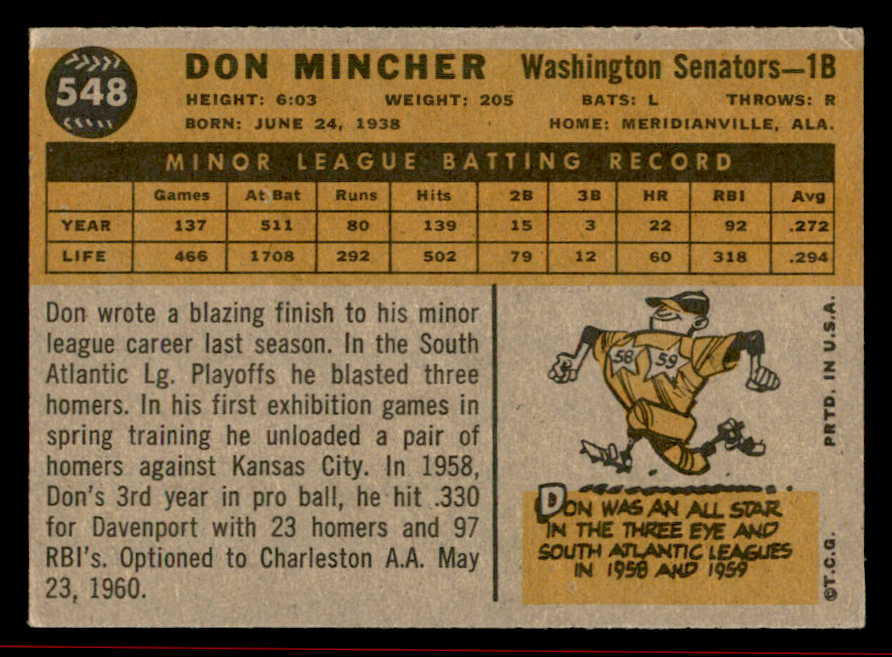 548
DON MINCHER Washington Senators—1B
HEIGHT: 6:03 WEIGHT: 205 BATS: L THROWS: R
BORN: JUNE 24, 1938 HOME: MERIDIANVILLE, ALA.
MINOR LEAGUE BATTING RECORD
Games At Bat Runs Hits 2B 3B HR RBI Avg
YEAR 137 511 80 139 15 3 22 92 .272
LIFE 466 1708 292 502 79 12 60 318 .294
Don wrote a blazing finish to his minor
league career last season. In the South
Atlantic Lg. Playoffs he blasted three
homers. In his first exhibition games in
spring training he unloaded a pair of
homers against Kansas City. In 1958,
Don's 3rd year in pro ball, he hit .330
for Davenport with 23 homers and 97
RBI's. Optioned to Charleston A.A. May
23, 1960.
58 59
DON WAS AN ALL STAR
IN THE THREE EYE AND
SOUTH ATLANTIC LEAGUES
IN 1958 AND 1959
©T.C.G. PRTD. IN U.S.A.